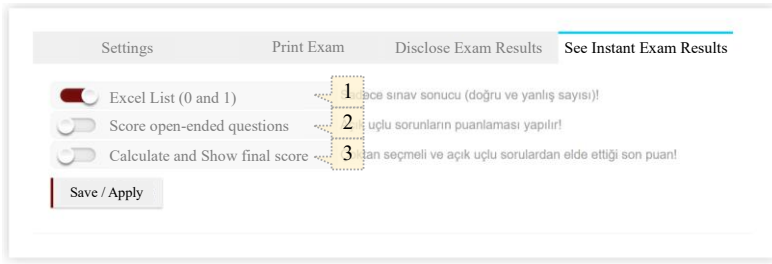 Settings Print Exam Disclose Exam Results See Instant Exam Results
Excel List (0 and 1) 1 sınav sonucu (doğru ve yanlış sayısı)!
Score open-ended questions 2 uçlu sorunların puanlaması yapılır!
Calculate and Show final score 3 seçmeli ve açık uçlu sorulardan elde ettiği son puan!
Save / Apply